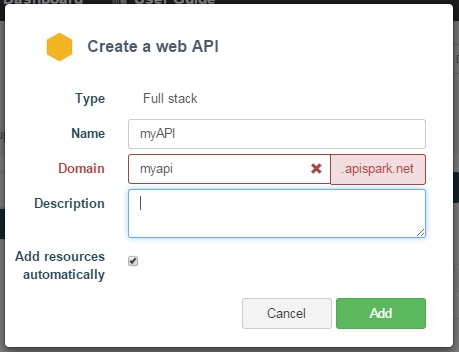 Dashboard User Guide
Create a web API
Type Full stack
Name myAPI
Domain myapi .apispark.net
Description
Add resources
automatically
Cancel Add